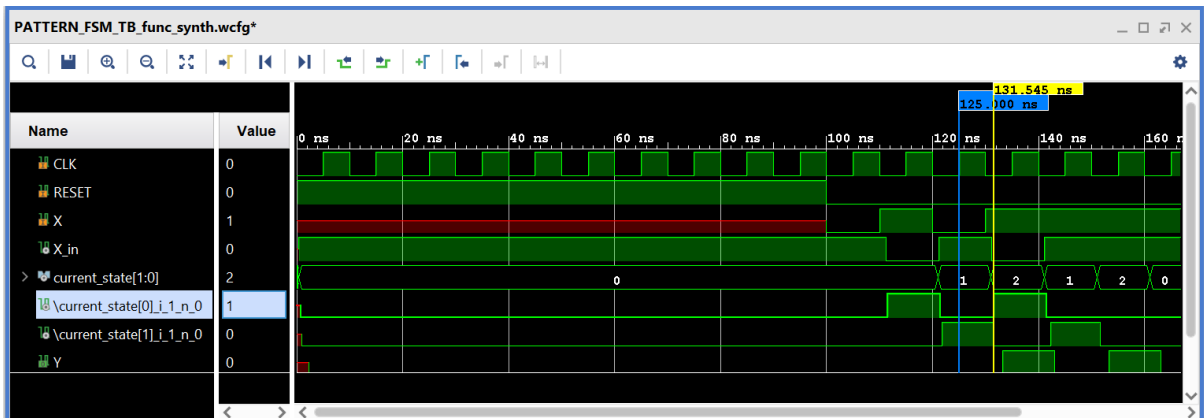 PATTERN_FSM_TB_func_synth.wcfg*
131.545 ns
125.000 ns
Name Value
0 ns 20 ns 40 ns 60 ns 80 ns 100 ns 120 ns 140 ns 160 n
CLK 0
RESET 0
X 1
X_in 0
current_state[1:0] 2 0 1 2 1 2 0
\current_state[0]_i_1_n_0 1
\current_state[1]_i_1_n_0 0
Y 0